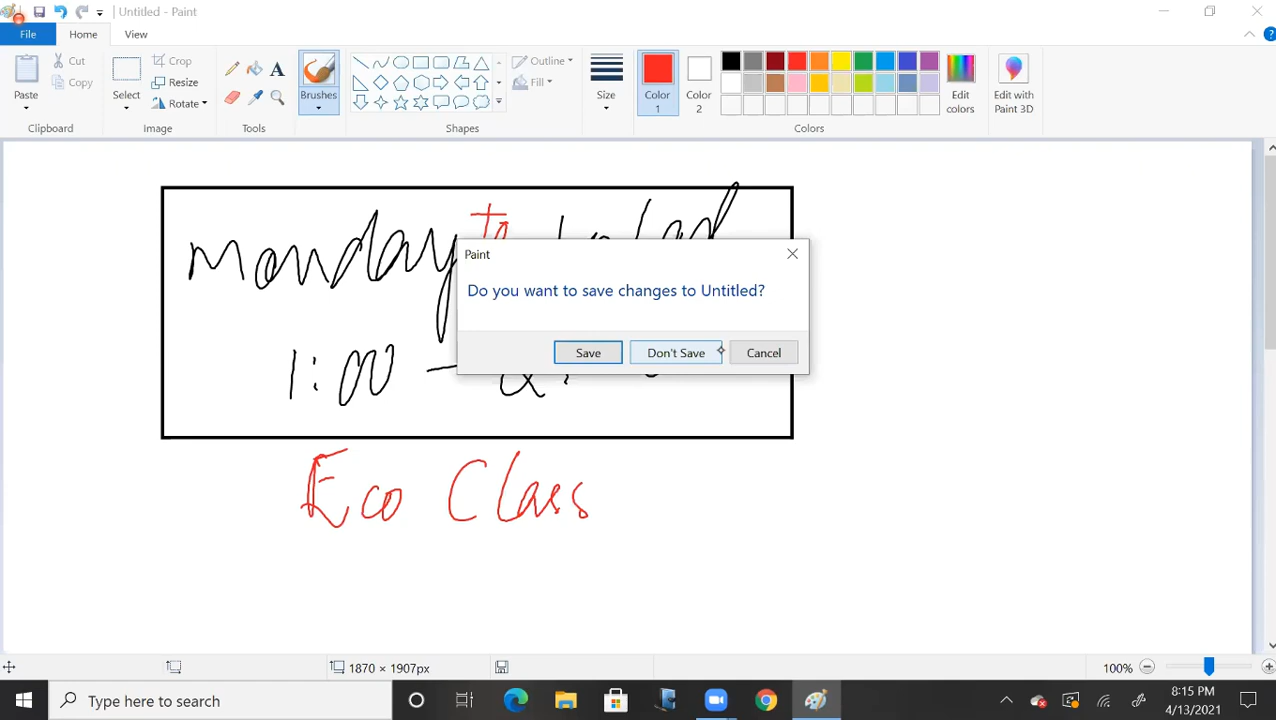 Untitled - Paint
File Home View
Paste
Cut
Copy
Clipboard
Select
Crop
Resize
Rotate
Image
Tools
Brushes
Shapes
Outline
Fill
Size
Color 1
Color 2
Colors
Edit colors
Edit with Paint 3D
Monday to
1:00 -
Paint
Do you want to save changes to Untitled?
Save Don't Save Cancel
Eco Class
1870 × 1907px 100%
Type here to search
8:15 PM
4/13/2021